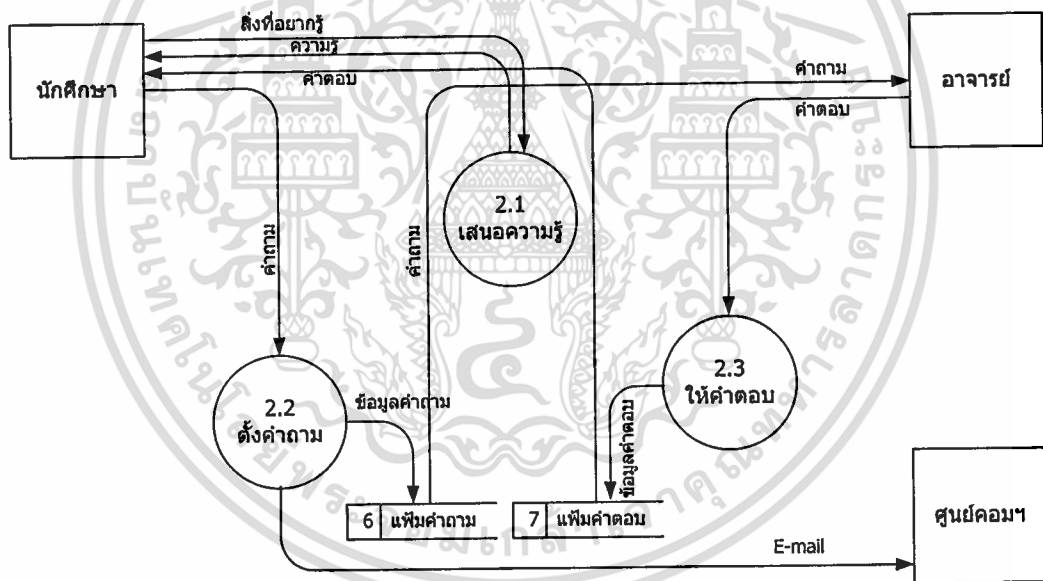 สิ่งที่อยากรู้
ความรู้
คำตอบ
นักศึกษา
คำถาม
คำตอบ
อาจารย์
2.1
เสนอความรู้
คำถาม
คำถาม
2.2
ตั้งคำถาม
ข้อมูลคำถาม
2.3
ให้คำตอบ
ข้อมูลคำตอบ
6 แฟ้มคำถาม
7 แฟ้มคำตอบ
E-mail
ศูนย์คอมฯ